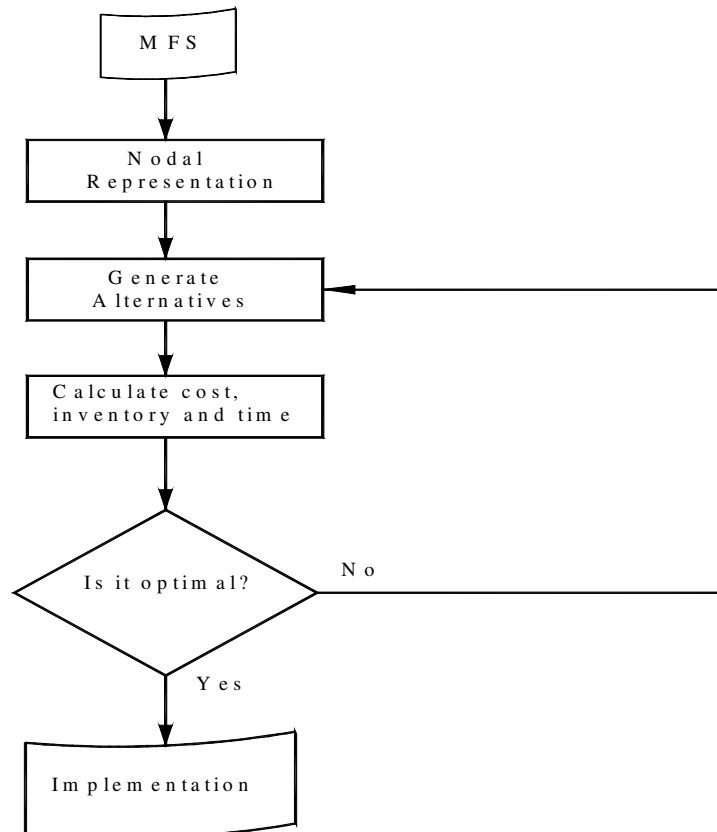 MFS
Nodal
Representation
Generate
Alternatives
Calculate cost,
inventory and time
Is it optimal?
No
Yes
Implementation